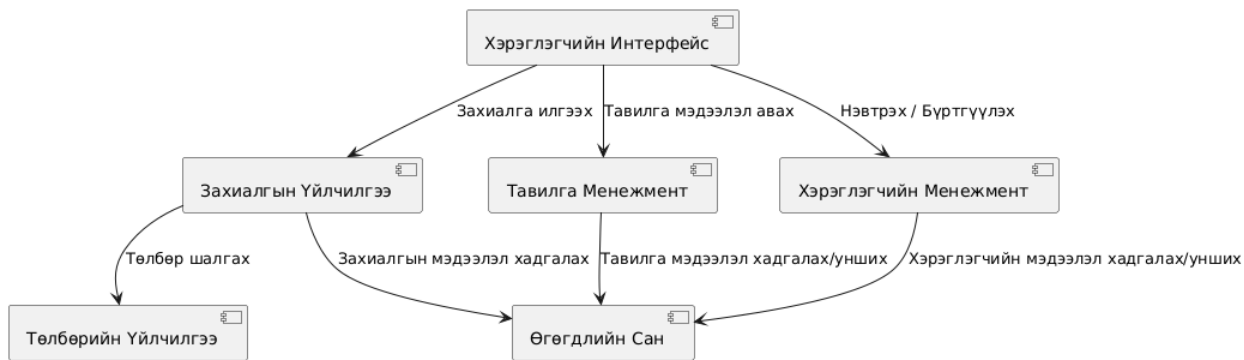 Хэрэглэгчийн Интерфейс
Захиалга илгээх
Тавилга мэдээлэл авах
Нэвтрэх / Бүртгүүлэх
Захиалгын Үйлчилгээ
Тавилга Менежмент
Хэрэглэгчийн Менежмент
Төлбөр шалгах
Захиалгын мэдээлэл хадгалах
Тавилга мэдээлэл хадгалах/унших
Хэрэглэгчийн мэдээлэл хадгалах/унших
Төлбөрийн Үйлчилгээ
Өгөгдлийн Сан